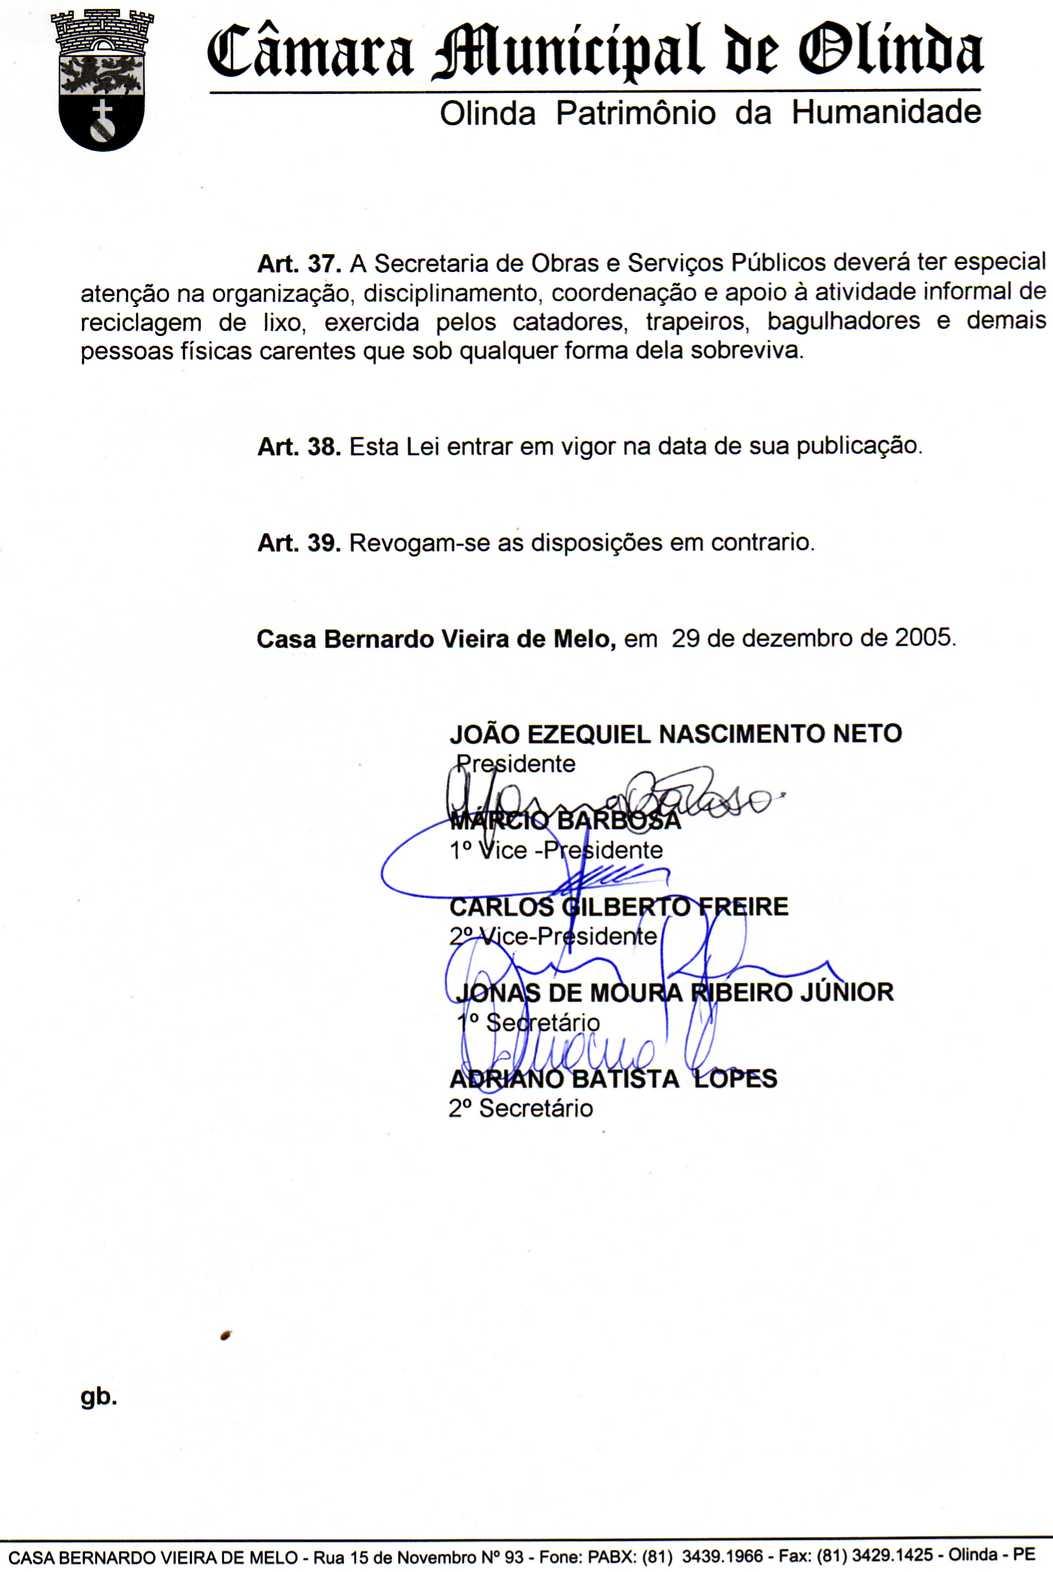 Câmara Municipal de Olinda
Olinda Patrimônio da Humanidade
Art. 37. A Secretaria de Obras e Serviços Públicos deverá ter especial
atenção na organização, disciplinamento, coordenação e apoio à atividade informal de
reciclagem de lixo, exercida pelos catadores, trapeiros, bagulhadores e demais
pessoas físicas carentes que sob qualquer forma dela sobreviva.
Art. 38. Esta Lei entrar em vigor na data de sua publicação.
Art. 39. Revogam-se as disposições em contrario.
Casa Bernardo Vieira de Melo, em 29 de dezembro de 2005.
JOÃO EZEQUIEL NASCIMENTO NETO
Presidente
MÁRCIO BARBOSA
1º Vice -Presidente
CARLOS GILBERTO FREIRE
2º Vice-Presidente
JONAS DE MOURA RIBEIRO JÚNIOR
1º Secretário
ADRIANO BATISTA LOPES
2º Secretário
gb.
CASA BERNARDO VIEIRA DE MELO - Rua 15 de Novembro Nº 93 - Fone: PABX: (81) 3439.1966 - Fax: (81) 3429.1425 - Olinda - PE